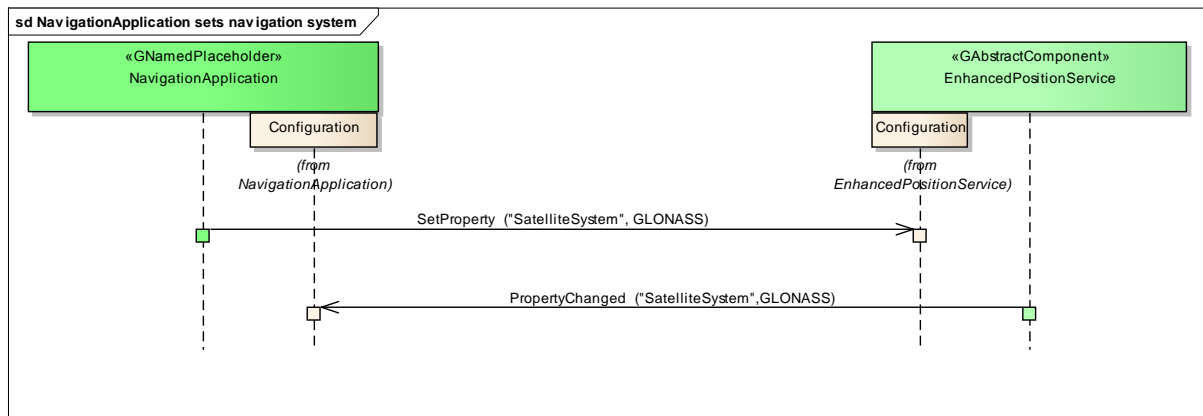 sd NavigationApplication sets navigation system
«GNamedPlaceholder»
NavigationApplication
«GAbstractComponent»
EnhancedPositionService
Configuration
Configuration
(from
NavigationApplication)
(from
EnhancedPositionService)
SetProperty ("SatelliteSystem", GLONASS)
PropertyChanged ("SatelliteSystem",GLONASS)